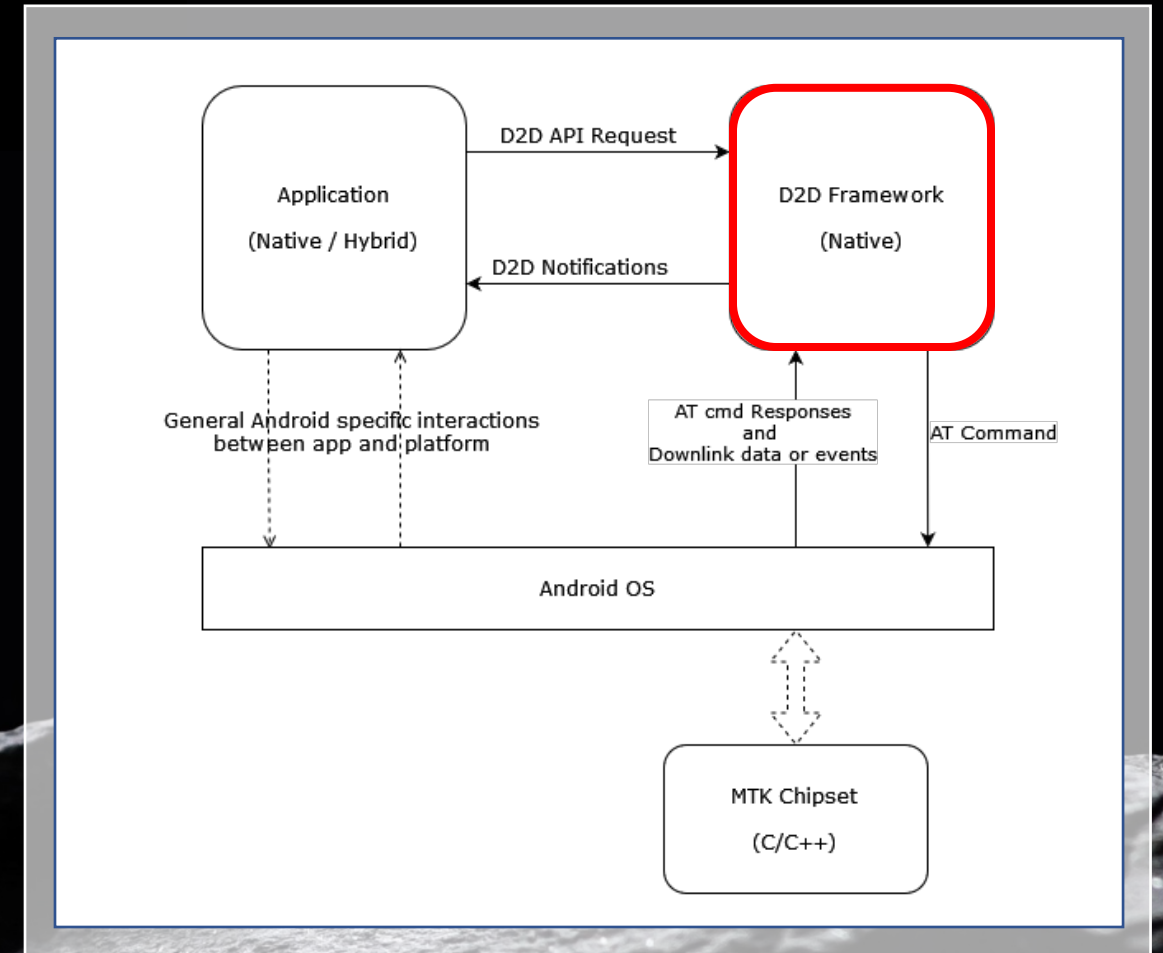 D2D API Request
Application
(Native / Hybrid)
D2D Framework
(Native)
D2D Notifications
General Android specific interactions
between app and platform
AT cmd Responses
and
Downlink data or events
AT Command
Android OS
MTK Chipset
(C/C++)